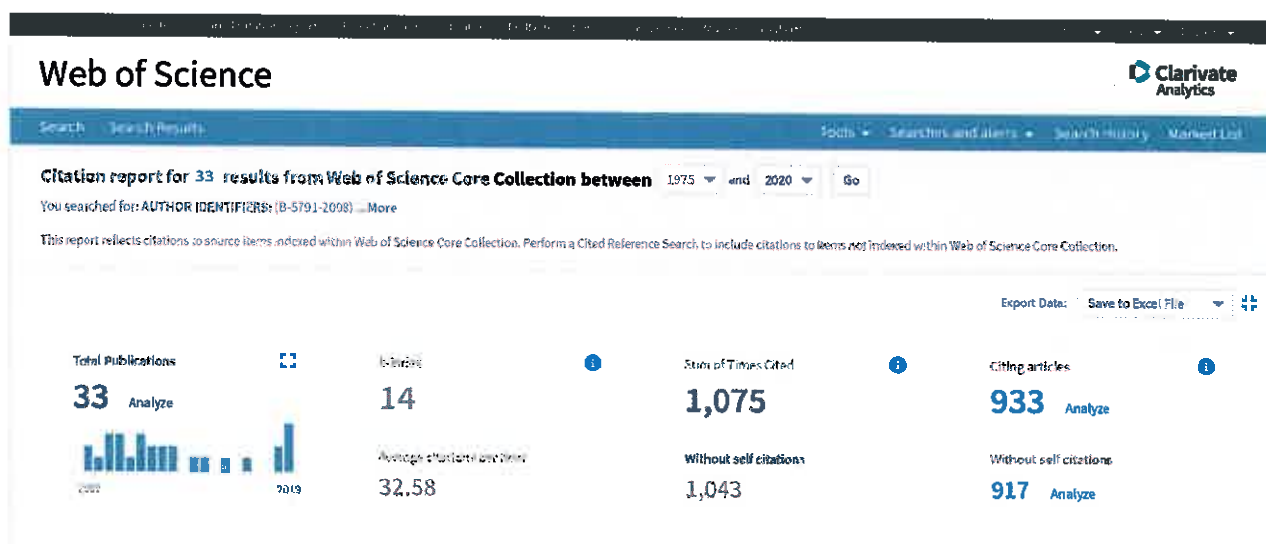 Web of Science
Clarivate
Analytics
Search Search Results
Tools Searches and alerts Search History Marked List
Citation report for 33 results from Web of Science Core Collection between 1975 and 2020 Go
You searched for: AUTHOR IDENTIFIERS: (B-5791-2008) ...More
This report reflects citations to source items indexed within Web of Science Core Collection. Perform a Cited Reference Search to include citations to items not indexed within Web of Science Core Collection.
Export Data: Save to Excel File
Total Publications
33 Analyze
2019
h-index
14
Average citations per item
32.58
Sum of Times Cited
1,075
Without self citations
1,043
Citing articles
933 Analyze
Without self citations
917 Analyze